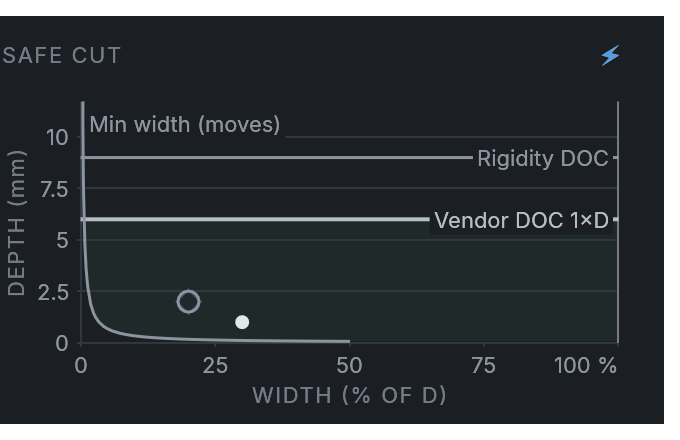 SAFE CUT
Min width (moves)
10
Rigidity DOC
7.5
Vendor DOC 1×D
5
2.5
0
DEPTH (mm)
0 25 50 75 100 %
WIDTH (% OF D)